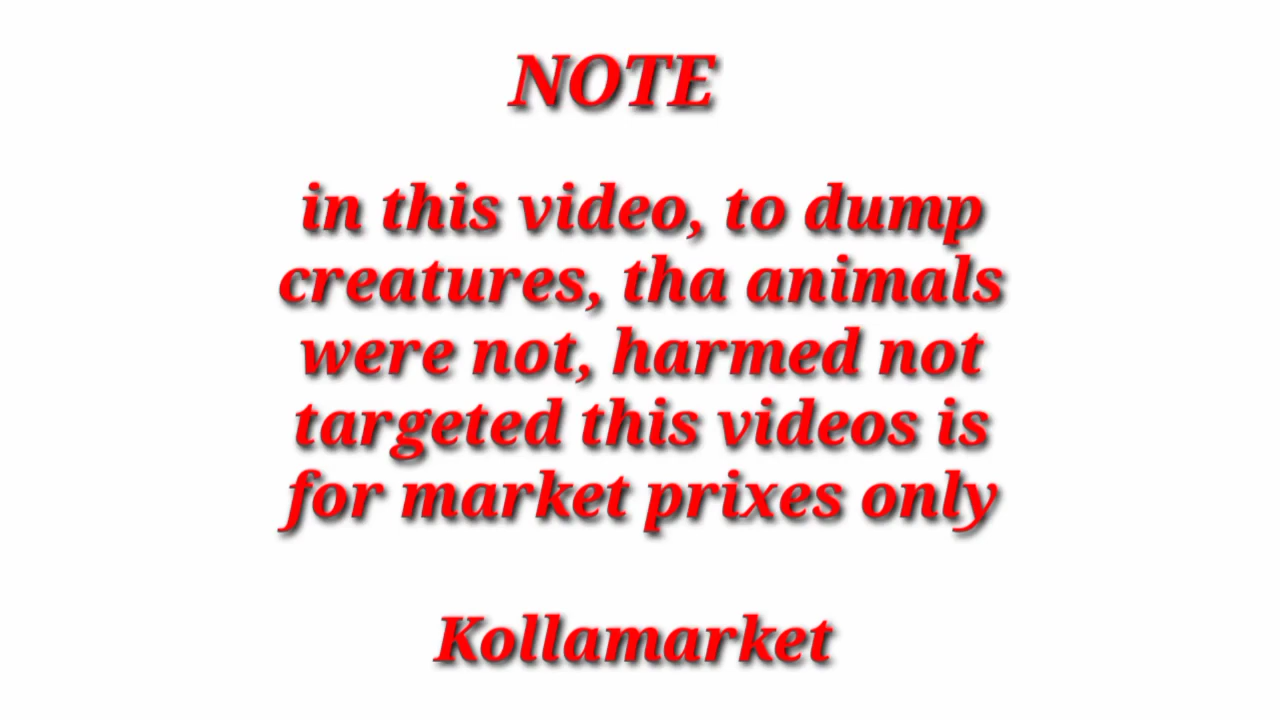 NOTE
in this video, to dump
creatures, tha animals
were not, harmed not
targeted this videos is
for market prixes only
Kollamarket